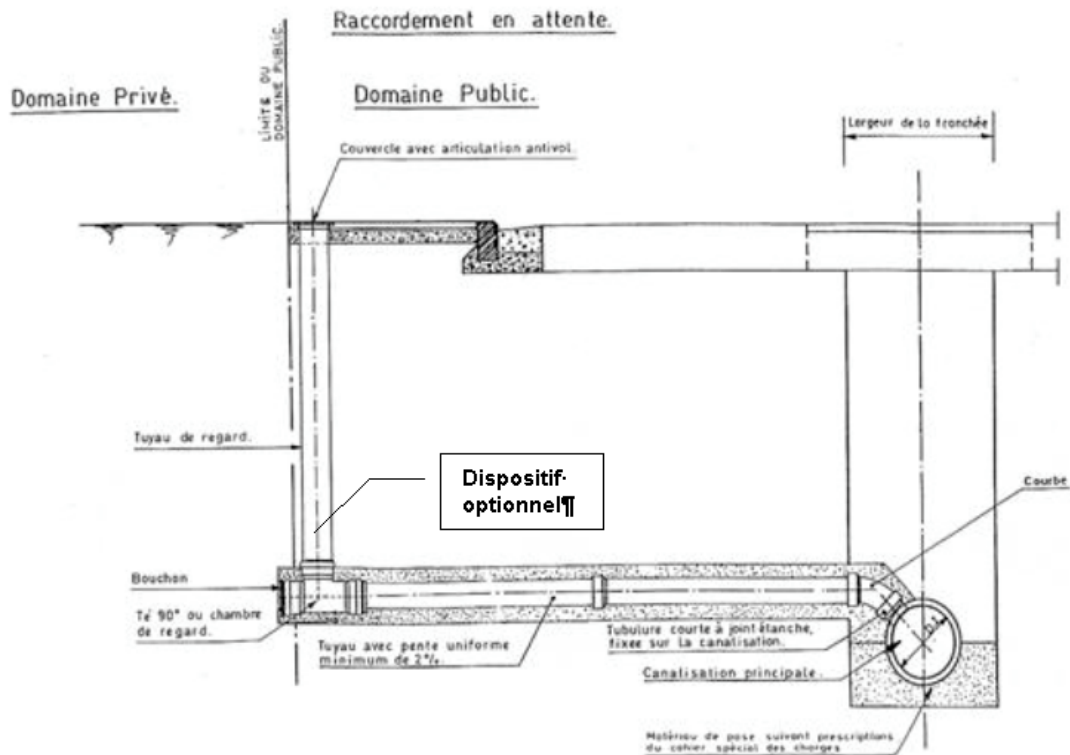 Raccordement en attente.
LIMITE DU
DOMAINE PUBLIC.
Domaine Privé.
Domaine Public.
Largeur de la tranchée
Couvercle avec articulation antivol.
Tuyau de regard.
Dispositif·
optionnel¶
Courbe
Bouchon
Té 90° ou chambre
de regard.
Tuyau avec pente uniforme
minimum de 2%.
Tubulure courte à joint étanche,
fixée sur la canalisation.
Canalisation principale.
Matériau de pose suivant prescriptions
du cahier spécial des charges